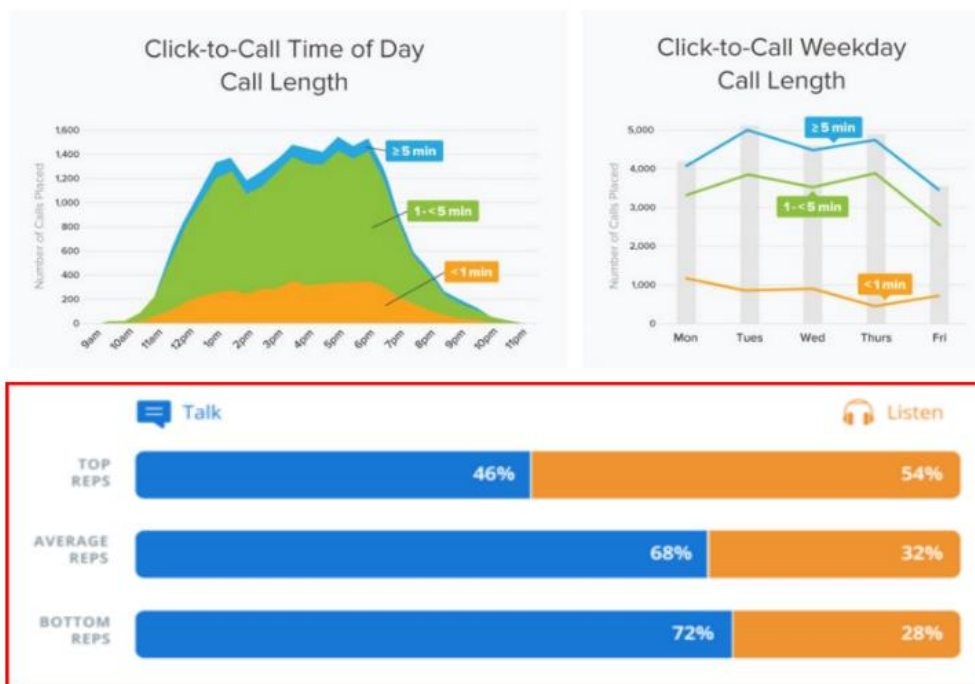 Click-to-Call Time of Day
Call Length
Number of Calls Placed
1,600
1,400
1,200
1,000
800
600
400
200
0
≥ 5 min
1 - < 5 min
< 1 min
9am
10am
11am
12pm
1pm
2pm
3pm
4pm
5pm
6pm
7pm
8pm
9pm
10pm
11pm
Click-to-Call Weekday
Call Length
Number of Calls Placed
5,000
4,000
3,000
2,000
1,000
0
≥ 5 min
1 - < 5 min
< 1 min
Mon
Tues
Wed
Thurs
Fri
Talk
Listen
TOP
REPS
46%
54%
AVERAGE
REPS
68%
32%
BOTTOM
REPS
72%
28%